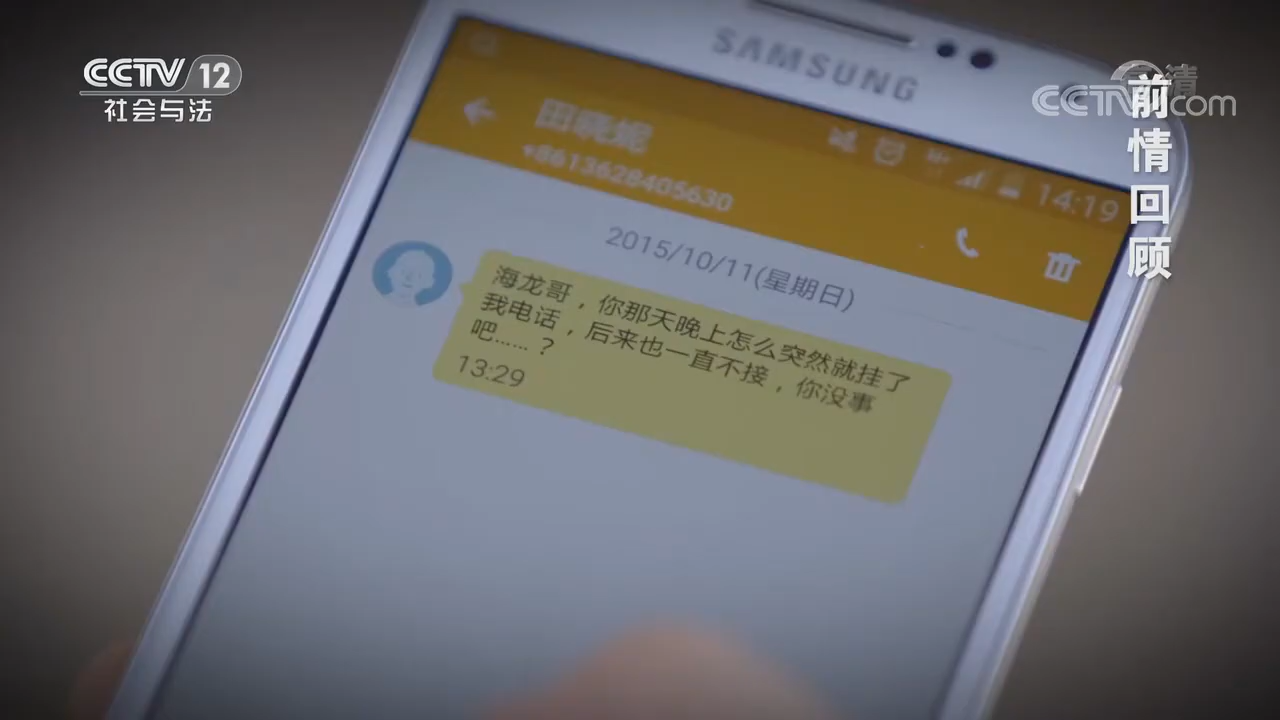 CCTV 12
社会与法
CCTV.com
前情回顾
SAMSUNG
14:19
田晓妮
+8613628405630
2015/10/11(星期日)
海龙哥，你那天晚上怎么突然就挂了
我电话，后来也一直不接，你没事
吧……？
13:29